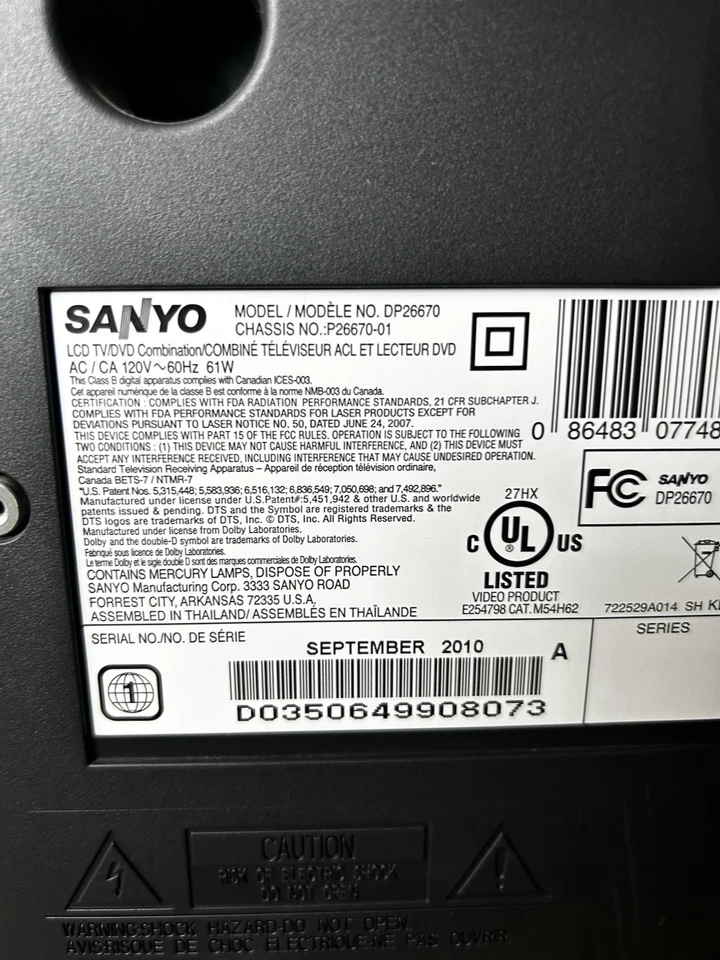 SANYO
MODEL / MODÈLE NO. DP26670
CHASSIS NO.:P26670-01
LCD TV/DVD Combination/COMBINÉ TÉLÉVISEUR ACL ET LECTEUR DVD
AC / CA 120V～60Hz 61W
This Class B digital apparatus complies with Canadian ICES-003.
Cet appareil numérique de la classe B est conforme à la norme NMB-003 du Canada.
CERTIFICATION : COMPLIES WITH FDA RADIATION PERFORMANCE STANDARDS, 21 CFR SUBCHAPTER J.
COMPLIES WITH FDA PERFORMANCE STANDARDS FOR LASER PRODUCTS EXCEPT FOR
DEVIATIONS PURSUANT TO LASER NOTICE NO. 50, DATED JUNE 24, 2007.
THIS DEVICE COMPLIES WITH PART 15 OF THE FCC RULES. OPERATION IS SUBJECT TO THE FOLLOWING
TWO CONDITIONS : (1) THIS DEVICE MAY NOT CAUSE HARMFUL INTERFERENCE, AND (2) THIS DEVICE MUST
ACCEPT ANY INTERFERENCE RECEIVED, INCLUDING INTERFERENCE THAT MAY CAUSE UNDESIRED OPERATION.
Standard Television Receiving Apparatus – Appareil de réception télévision ordinaire,
Canada BETS-7 / NTMR-7
"U.S. Patent Nos. 5,315,448; 5,583,936; 6,516,132; 6,836,549; 7,050,698; and 7,492,896."
Manufactured under license under U.S.Patent#:5,451,942 & other U.S. and worldwide
patents issued & pending. DTS and the Symbol are registered trademarks & the
DTS logos are trademarks of DTS, Inc. © DTS, Inc. All Rights Reserved.
Manufactured under license from Dolby Laboratories.
Dolby and the double-D symbol are trademarks of Dolby Laboratories.
Fabriqué sous licence de Dolby Laboratories.
Le terme Dolby et le sigle double D sont des marques commerciales de Dolby Laboratories.
CONTAINS MERCURY LAMPS, DISPOSE OF PROPERLY
SANYO Manufacturing Corp. 3333 SANYO ROAD
FORREST CITY, ARKANSAS 72335 U.S.A.
ASSEMBLED IN THAILAND/ ASSEMBLÉS EN THAÏLANDE
0 86483 07748
FC
SANYO
DP26670
27HX
C UL ® US
LISTED
VIDEO PRODUCT
E254798 CAT. M54H62
722529A014 SH
SERIAL NO./NO. DE SÉRIE
SEPTEMBER 2010
A
SERIES
1
D0350649908073
CAUTION
RISK OF ELECTRIC SHOCK
DO NOT OPEN
WARNING:SHOCK HAZARD-DO NOT OPEN
AVIS:RISQUE DE CHOC ELECTRIQUE-NE PAS OUVRIR